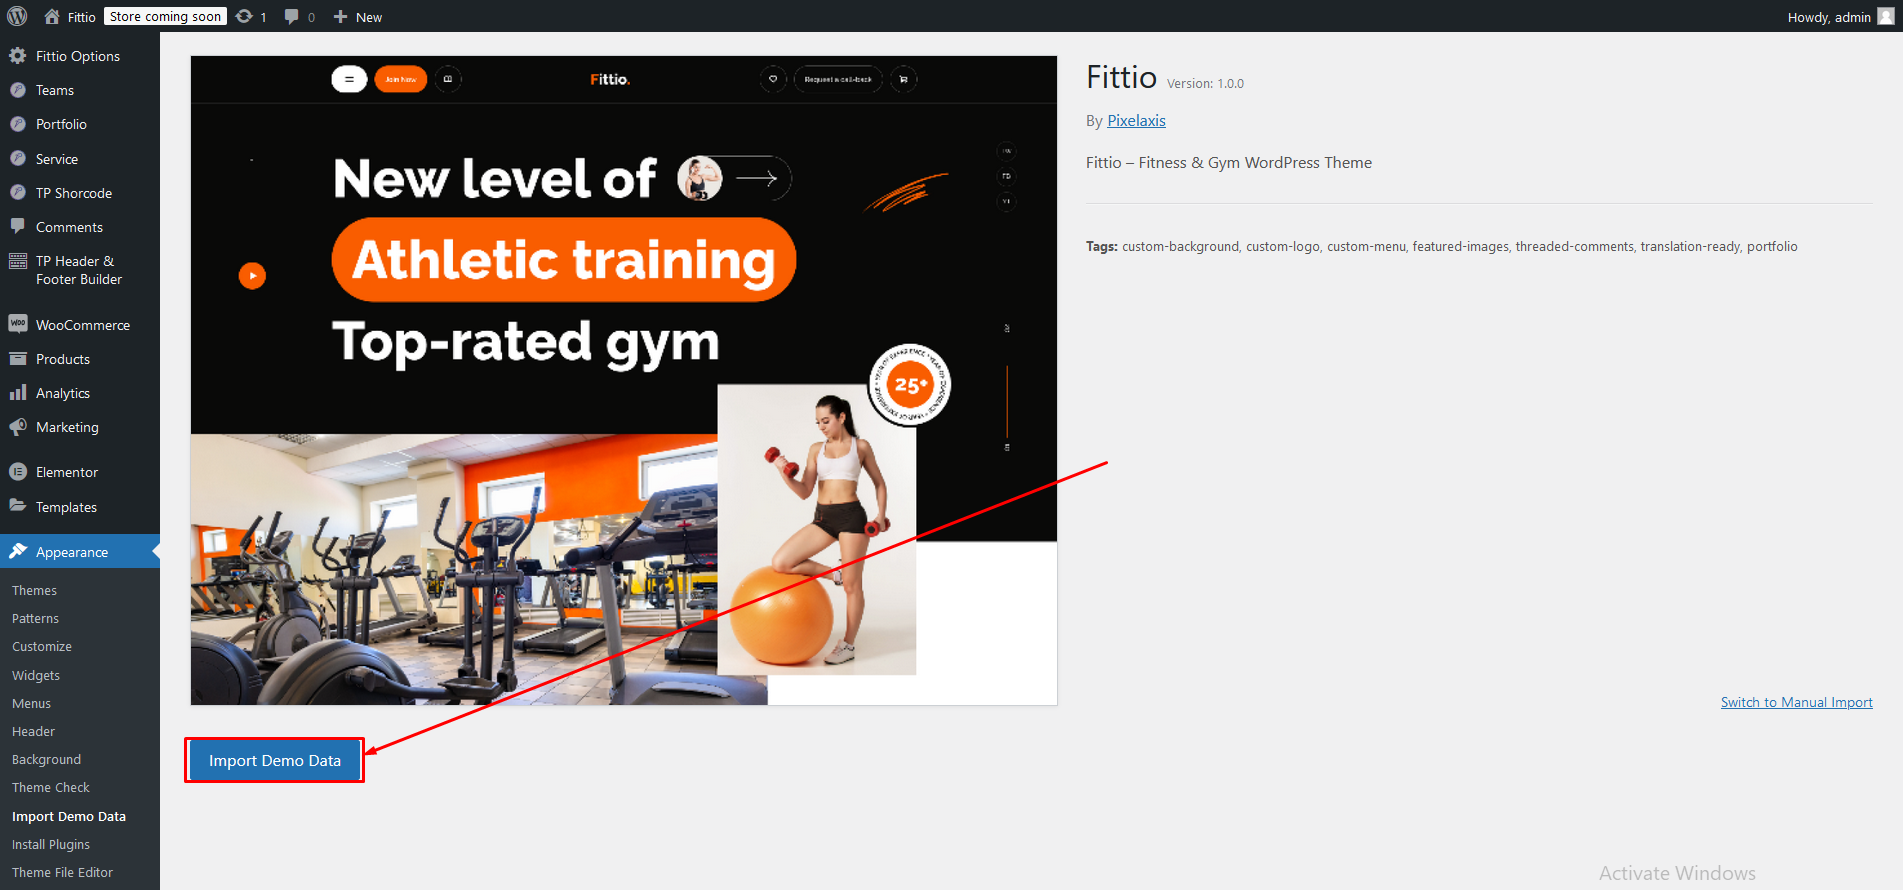 Fittio
Store coming soon
1
0
New
Howdy, admin
Fittio Options
Teams
Portfolio
Service
TP Shorcode
Comments
TP Header &
Footer Builder
WooCommerce
Products
Analytics
Marketing
Elementor
Templates
Appearance
Themes
Patterns
Customize
Widgets
Menus
Header
Background
Theme Check
Import Demo Data
Install Plugins
Theme File Editor
Join Now
Fittio.
Request a call-back
New level of
Athletic training
Top-rated gym
25+
Fittio Version: 1.0.0
By Pixelaxis
Fittio – Fitness & Gym WordPress Theme
Tags: custom-background, custom-logo, custom-menu, featured-images, threaded-comments, translation-ready, portfolio
Switch to Manual Import
Import Demo Data
Activate Windows